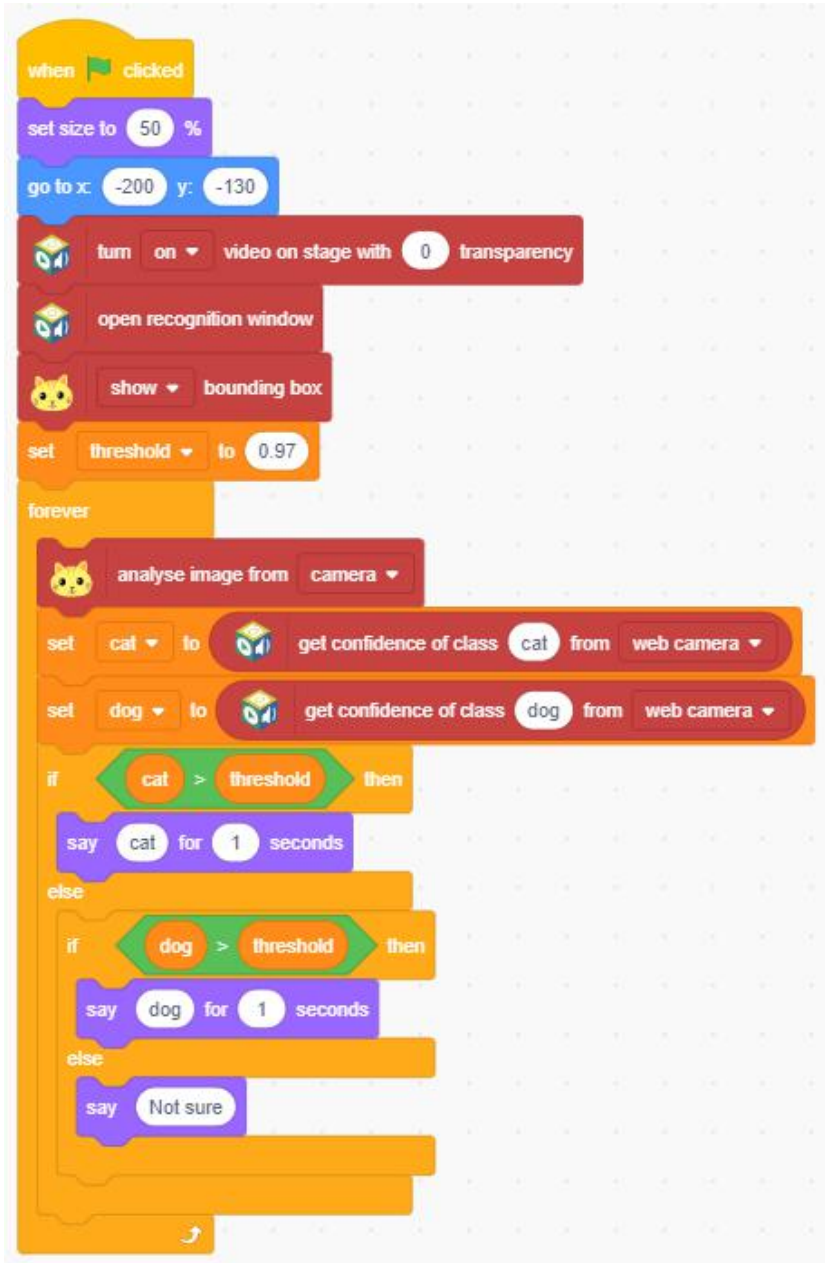 when clicked
set size to 50 %
go to x: -200 y: -130
turn on video on stage with 0 transparency
open recognition window
show bounding box
set threshold to 0.97
forever
analyse image from camera
set cat to get confidence of class cat from web camera
set dog to get confidence of class dog from web camera
if cat > threshold then
say cat for 1 seconds
else
if dog > threshold then
say dog for 1 seconds
else
say Not sure